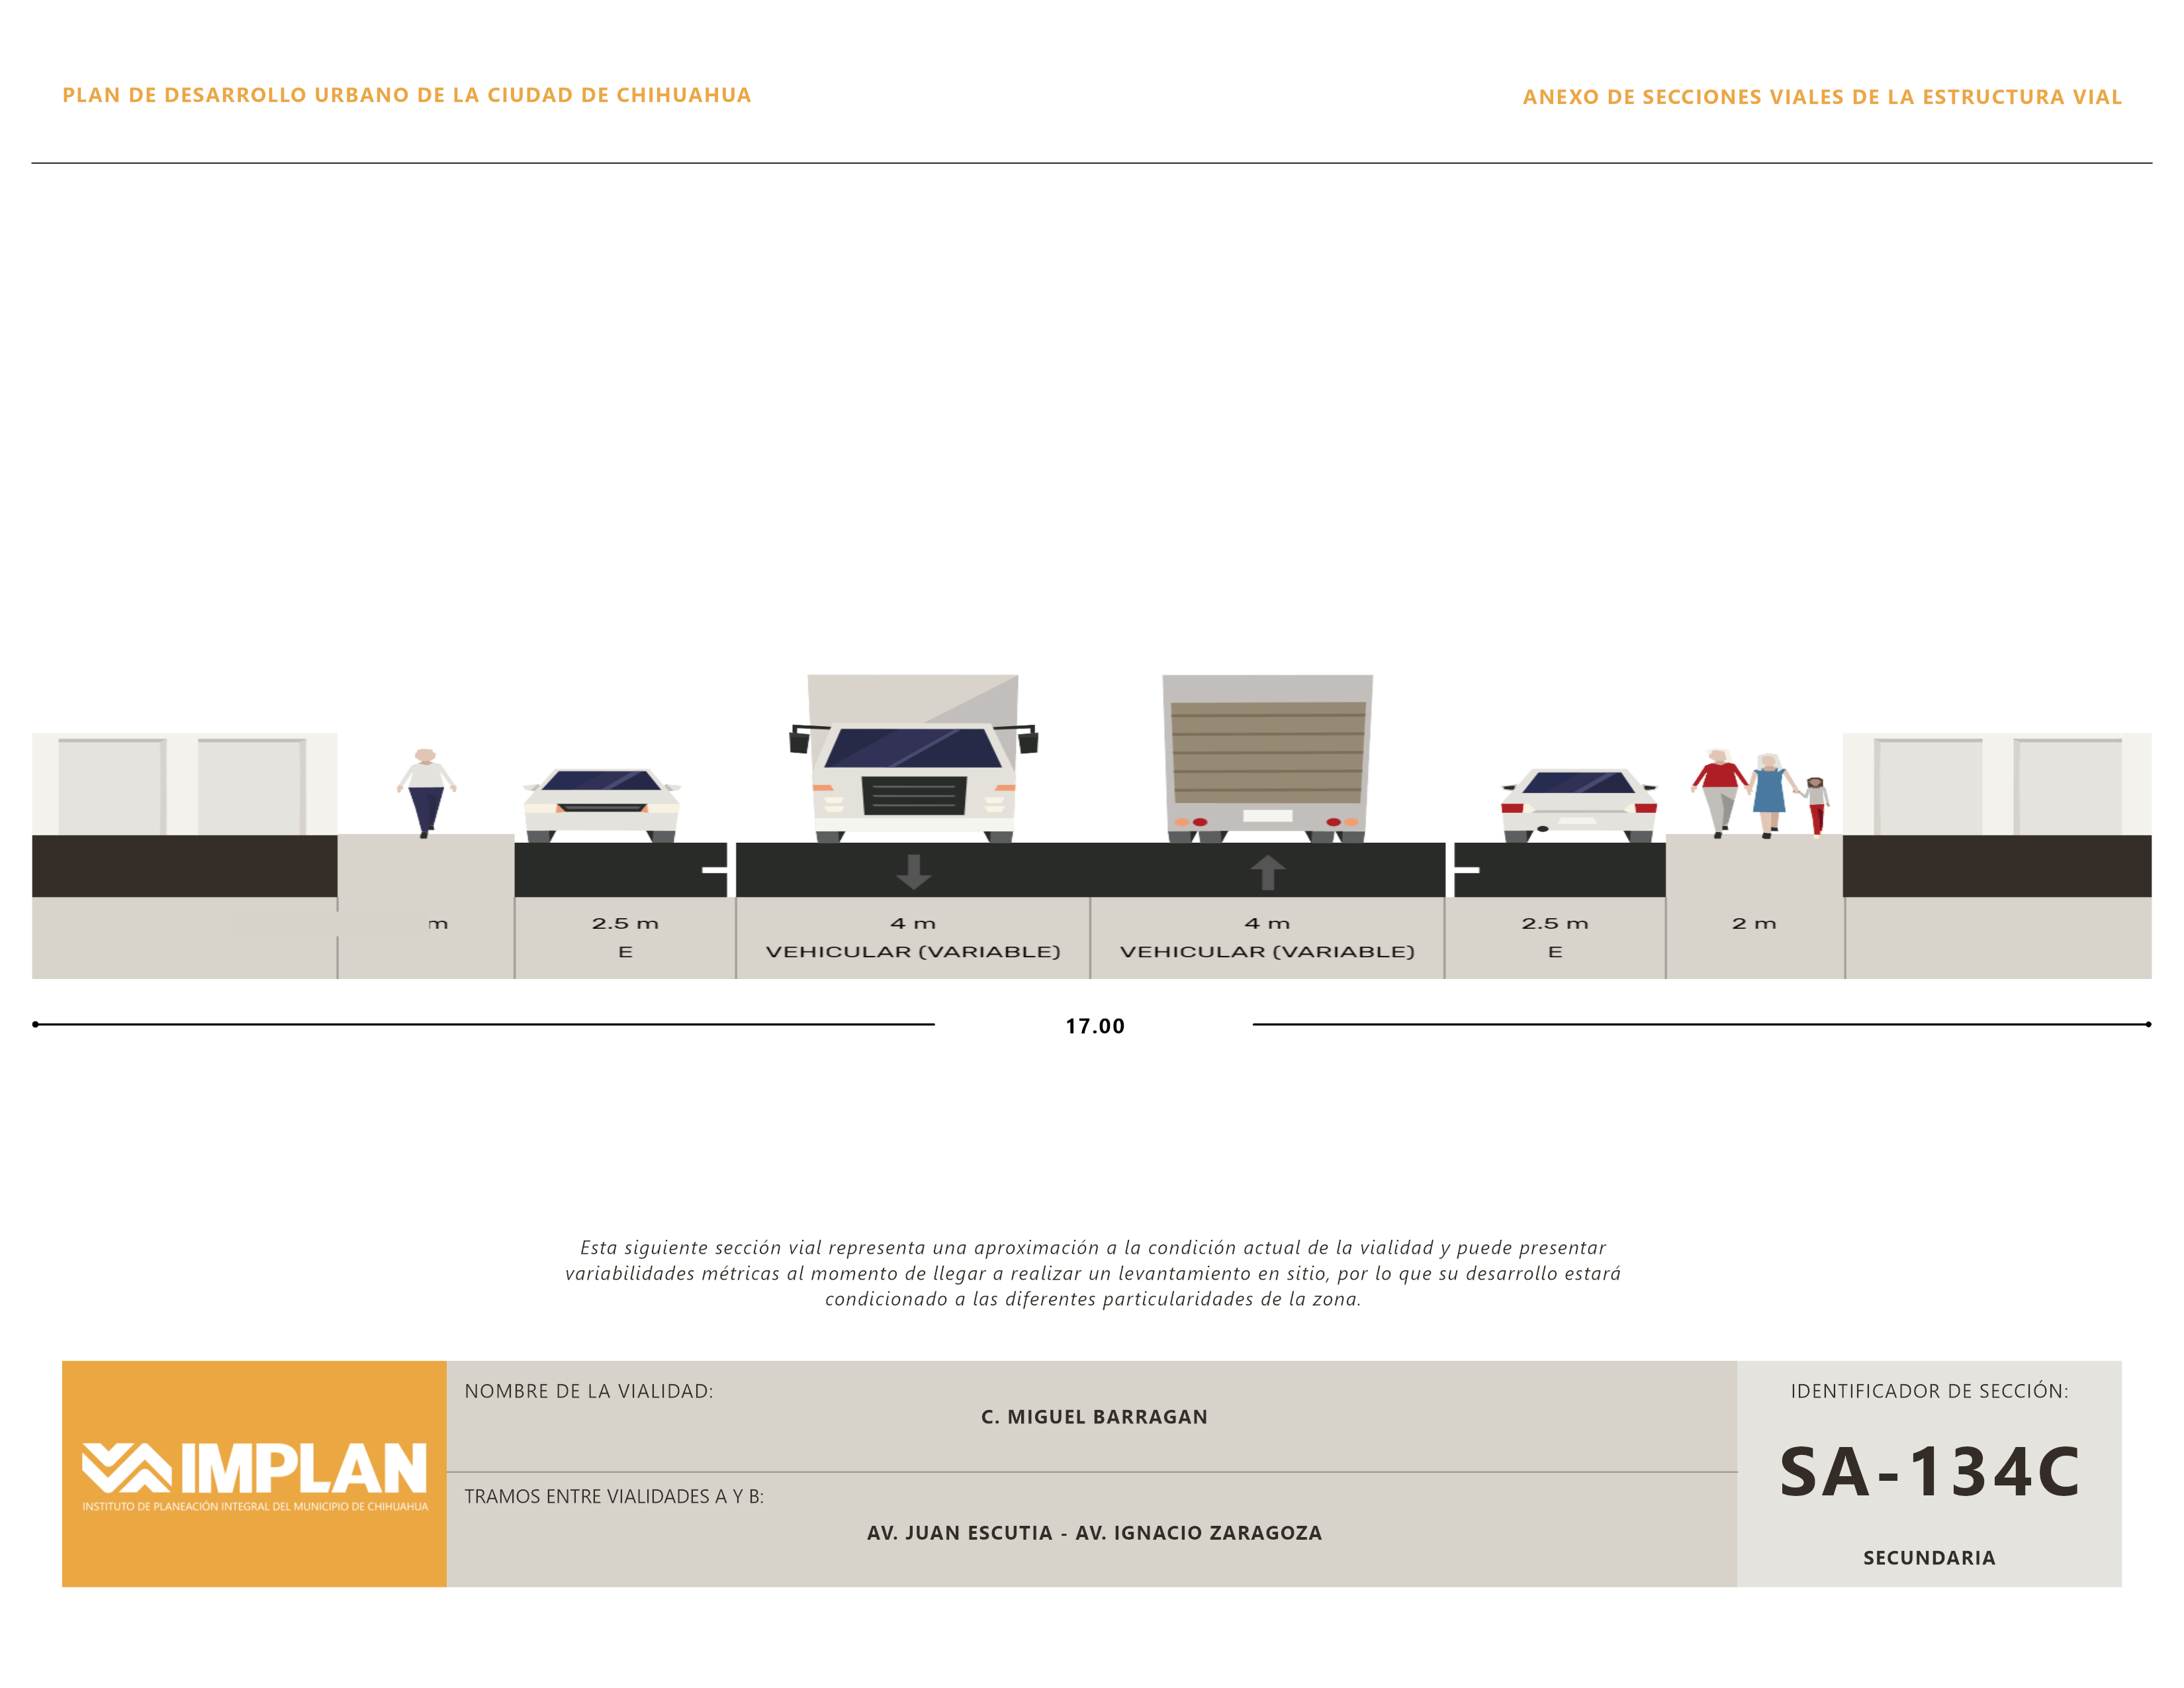 PLAN DE DESARROLLO URBANO DE LA CIUDAD DE CHIHUAHUA
ANEXO DE SECCIONES VIALES DE LA ESTRUCTURA VIAL
m
2.5 m
4 m
4 m
2.5 m
2 m
E
VEHICULAR (VARIABLE)
VEHICULAR (VARIABLE)
E
17.00
Esta siguiente sección vial representa una aproximación a la condición actual de la vialidad y puede presentar
variabilidades métricas al momento de llegar a realizar un levantamiento en sitio, por lo que su desarrollo estará
condicionado a las diferentes particularidades de la zona.
IMPLAN
INSTITUTO DE PLANEACIÓN INTEGRAL DEL MUNICIPIO DE CHIHUAHUA
NOMBRE DE LA VIALIDAD:
C. MIGUEL BARRAGAN
TRAMOS ENTRE VIALIDADES A Y B:
AV. JUAN ESCUTIA - AV. IGNACIO ZARAGOZA
IDENTIFICADOR DE SECCIÓN:
SA-134C
SECUNDARIA